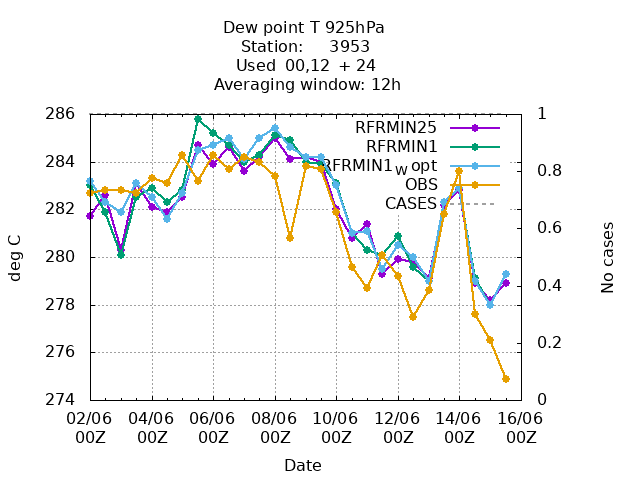 Dew point T 925hPa
Station: 3953
Used 00,12 + 24
Averaging window: 12h
286
284
282
280
278
276
274
deg C
1
0.8
0.6
0.4
0.2
0
No cases
RFRMIN25
RFRMIN1
RFRMIN1w opt
OBS
CASES
02/06 04/06 06/06 08/06 10/06 12/06 14/06 16/06
00Z 00Z 00Z 00Z 00Z 00Z 00Z 00Z
Date